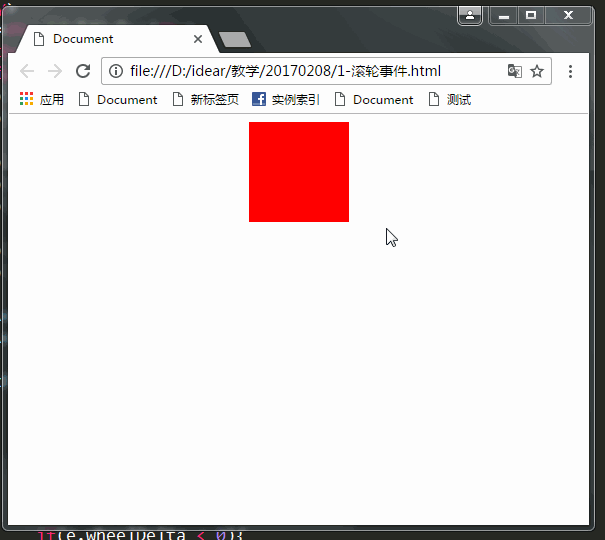 Document
file:///D:/idear/教学/20170208/1-滚轮事件.html
应用 Document 新标签页 实例索引 Document 测试
if(e.wheelDelta < 0){